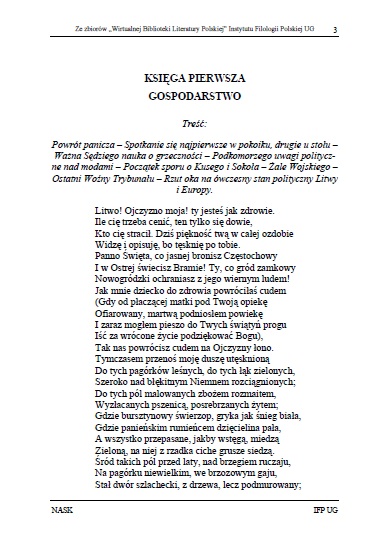 Ze zbiorów „Wirtualnej Biblioteki Literatury Polskiej” Instytutu Filologii Polskiej UG 3
KSIĘGA PIERWSZA
GOSPODARSTWO
Treść:
Powrót panicza – Spotkanie się najpierwsze w pokoiku, drugie u stołu –
Ważna Sędziego nauka o grzeczności – Podkomorzego uwagi politycz-
ne nad modami – Początek sporu o Kusego i Sokoła – Żale Wojskiego –
Ostatni Woźny Trybunału – Rzut oka na ówczesny stan polityczny Litwy
i Europy.
Litwo! Ojczyzno moja! ty jesteś jak zdrowie.
Ile cię trzeba cenić, ten tylko się dowie,
Kto cię stracił. Dziś piękność twą w całej ozdobie
Widzę i opisuję, bo tęsknię po tobie.
Panno Święta, co jasnej bronisz Częstochowy
I w Ostrej świecisz Bramie! Ty, co gród zamkowy
Nowogródzki ochraniasz z jego wiernym ludem!
Jak mnie dziecko do zdrowia powróciłaś cudem
(Gdy od płaczącej matki pod Twoją opiekę
Ofiarowany, martwą podniosłem powiekę
I zaraz mogłem pieszo do Twych świątyń progu
Iść za wrócone życie podziękować Bogu),
Tak nas powrócisz cudem na Ojczyzny łono.
Tymczasem przenoś moję duszę utęsknioną
Do tych pagórków leśnych, do tych łąk zielonych,
Szeroko nad błękitnym Niemnem rozciągnionych;
Do tych pól malowanych zbożem rozmaitem,
Wyzłacanych pszenicą, posrebrzanych żytem;
Gdzie bursztynowy świerzop, gryka jak śnieg biała,
Gdzie panieńskim rumieńcem dzięcielina pała,
A wszystko przepasane, jakby wstęgą, miedzą
Zieloną, na niej z rzadka ciche grusze siedzą.
Śród takich pól przed laty, nad brzegiem ruczaju,
Na pagórku niewielkim, we brzozowym gaju,
Stał dwór szlachecki, z drzewa, lecz podmurowany;
NASK IFP UG